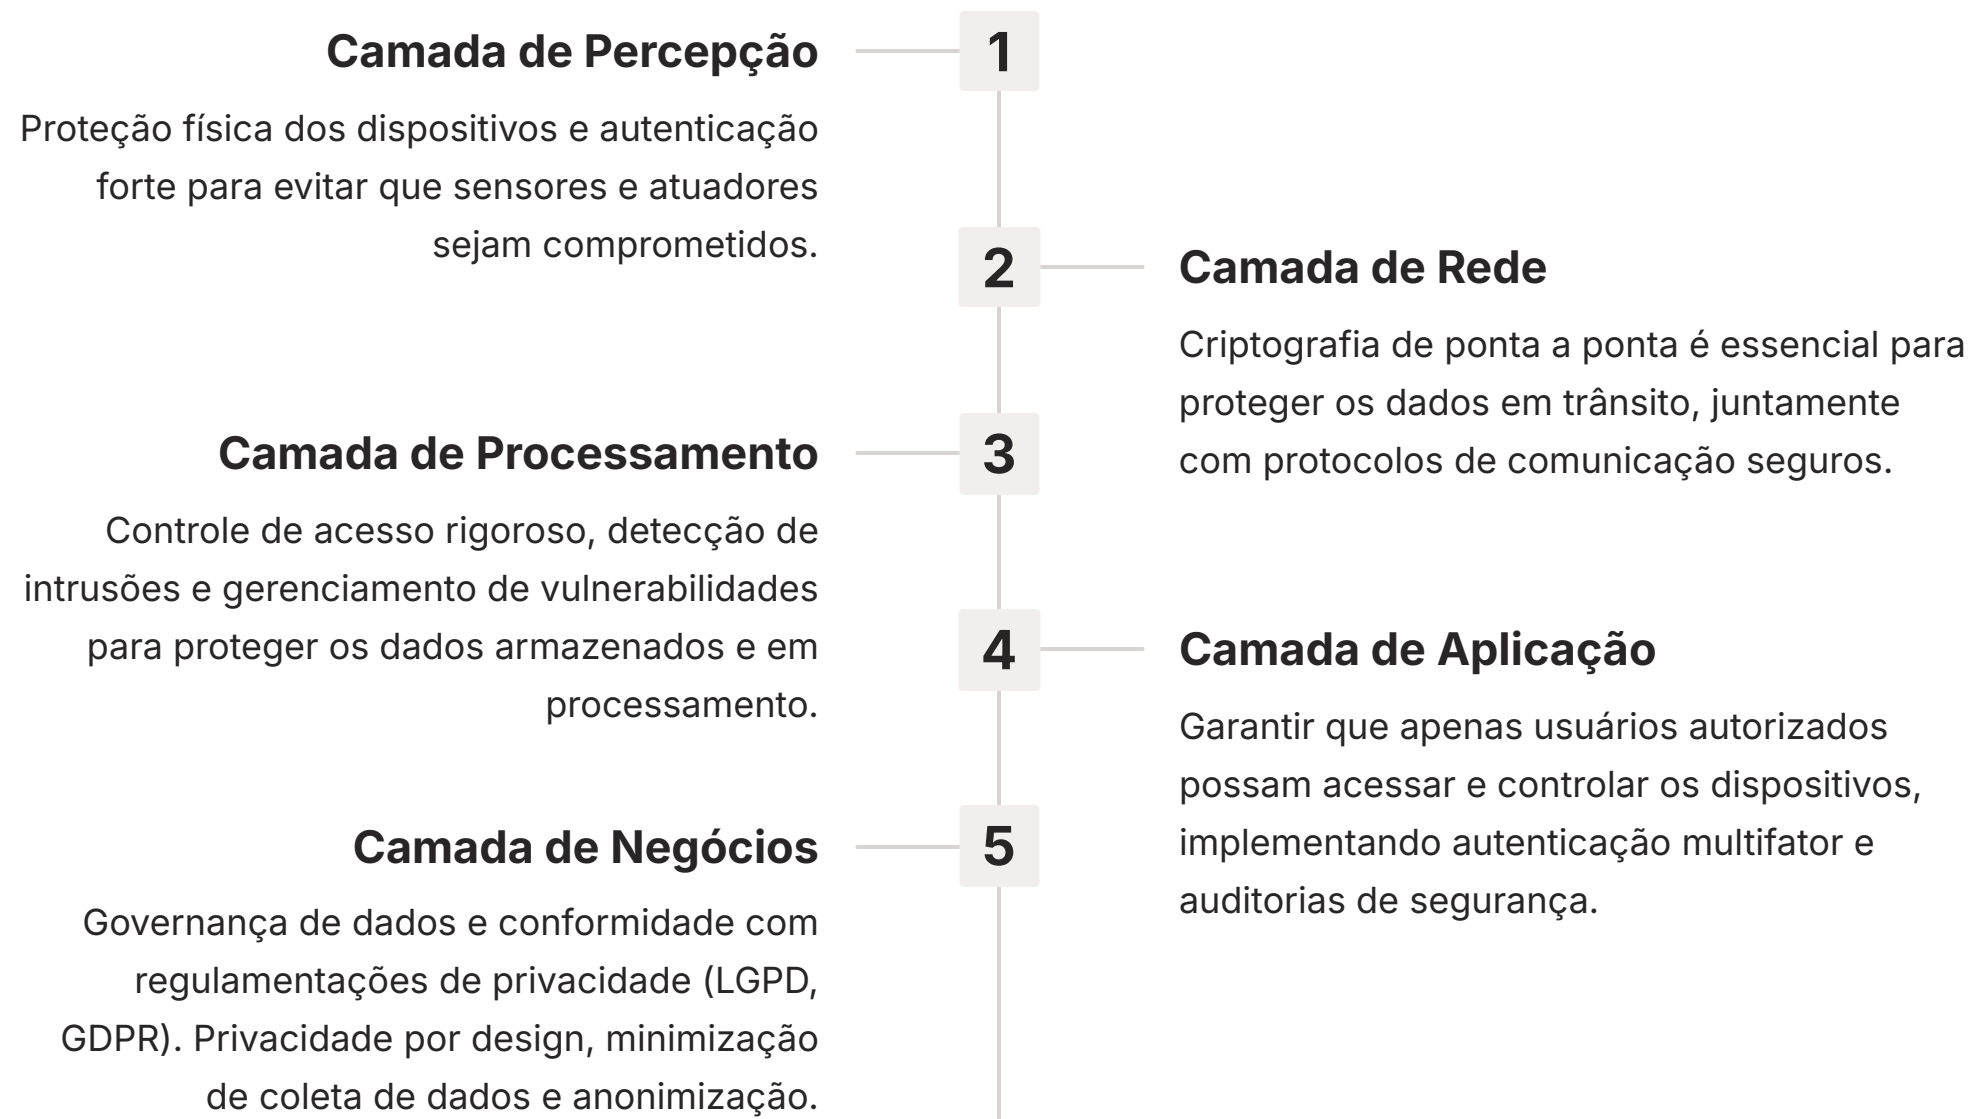 1
Camada de Percepção
Proteção física dos dispositivos e autenticação
forte para evitar que sensores e atuadores
sejam comprometidos.
2
Camada de Rede
Criptografia de ponta a ponta é essencial para
proteger os dados em trânsito, juntamente
com protocolos de comunicação seguros.
3
Camada de Processamento
Controle de acesso rigoroso, detecção de
intrusões e gerenciamento de vulnerabilidades
para proteger os dados armazenados e em
processamento.
4
Camada de Aplicação
Garantir que apenas usuários autorizados
possam acessar e controlar os dispositivos,
implementando autenticação multifator e
auditorias de segurança.
5
Camada de Negócios
Governança de dados e conformidade com
regulamentações de privacidade (LGPD,
GDPR). Privacidade por design, minimização
de coleta de dados e anonimização.